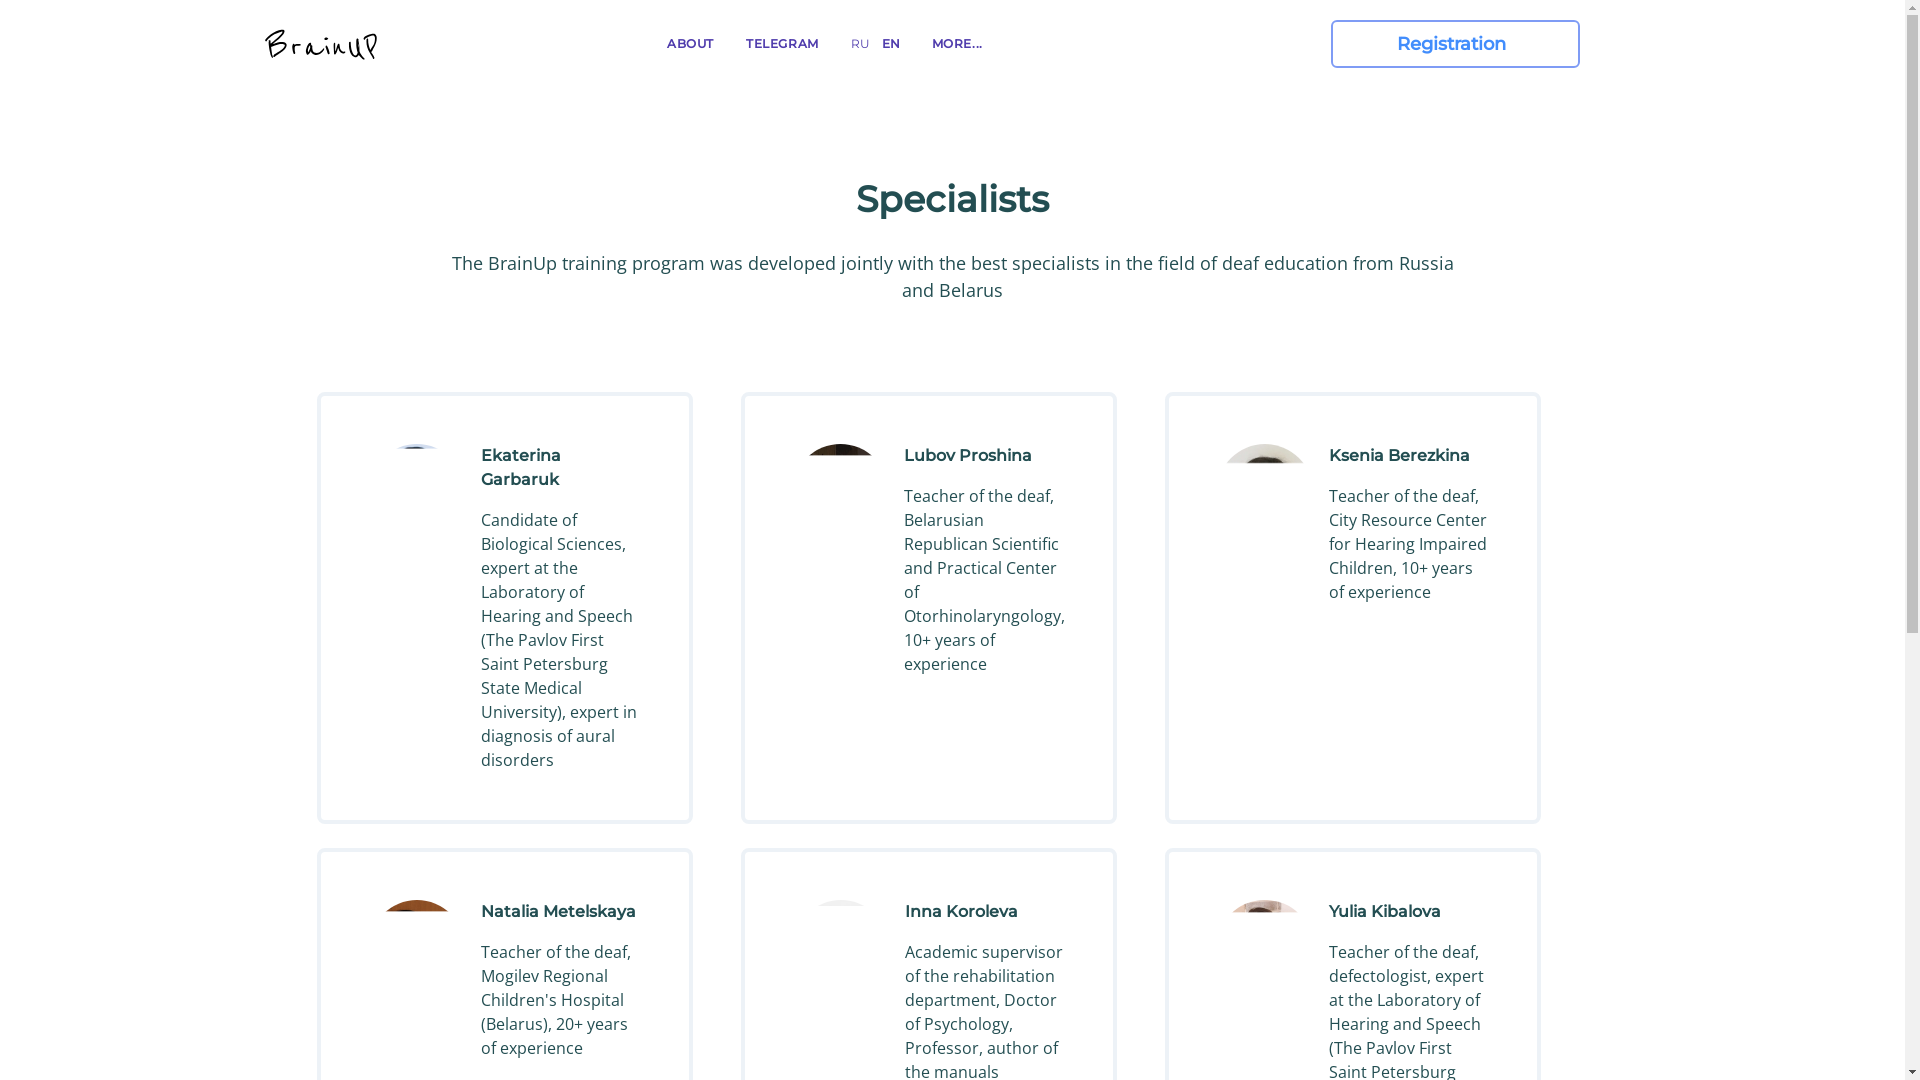 BrainUP
ABOUT
TELEGRAM
RU
EN
MORE...
Registration
Specialists
The BrainUp training program was developed jointly with the best specialists in the field of deaf education from Russia
and Belarus
Ekaterina
Garbaruk
Candidate of
Biological Sciences,
expert at the
Laboratory of
Hearing and Speech
(The Pavlov First
Saint Petersburg
State Medical
University), expert in
diagnosis of aural
disorders
Lubov Proshina
Teacher of the deaf,
Belarusian
Republican Scientific
and Practical Center
of
Otorhinolaryngology,
10+ years of
experience
Ksenia Berezkina
Teacher of the deaf,
City Resource Center
for Hearing Impaired
Children, 10+ years
of experience
Natalia Metelskaya
Teacher of the deaf,
Mogilev Regional
Children's Hospital
(Belarus), 20+ years
of experience
Inna Koroleva
Academic supervisor
of the rehabilitation
department, Doctor
of Psychology,
Professor, author of
the manuals
Yulia Kibalova
Teacher of the deaf,
defectologist, expert
at the Laboratory of
Hearing and Speech
(The Pavlov First
Saint Petersburg